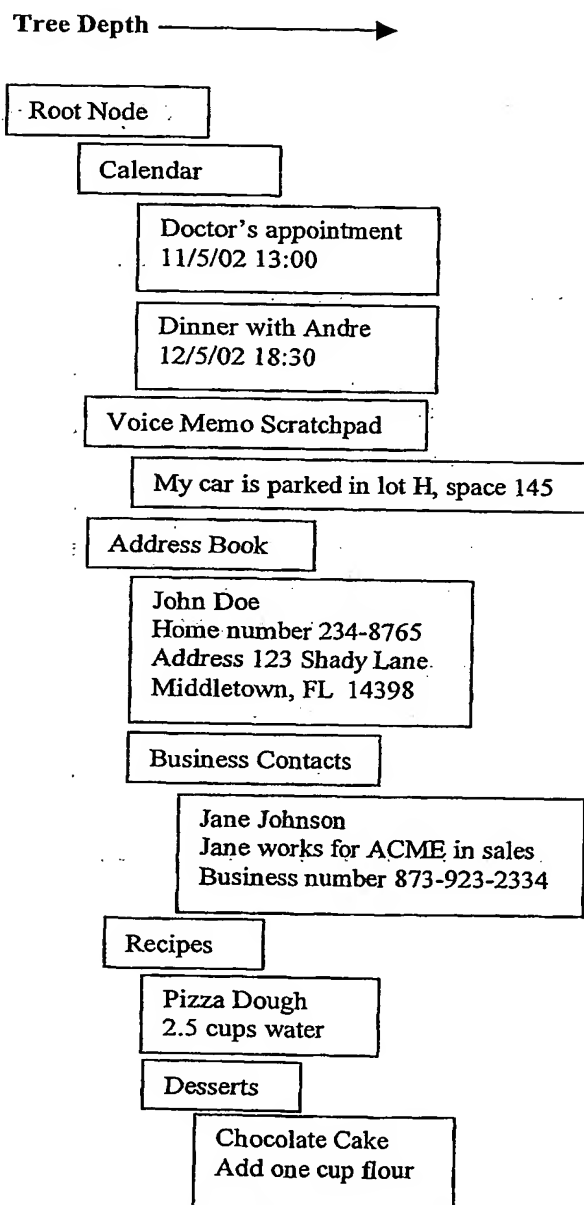 Tree Depth
Root Node
Calendar
Doctor's appointment
11/5/02 13:00
Dinner with Andre
12/5/02 18:30
Voice Memo Scratchpad
My car is parked in lot H, space 145
Address Book
John Doe
Home number 234-8765
Address 123 Shady Lane
Middletown, FL 14398
Business Contacts
Jane Johnson
Jane works for ACME in sales
Business number 873-923-2334
Recipes
Pizza Dough
2.5 cups water
Desserts
Chocolate Cake
Add one cup flour